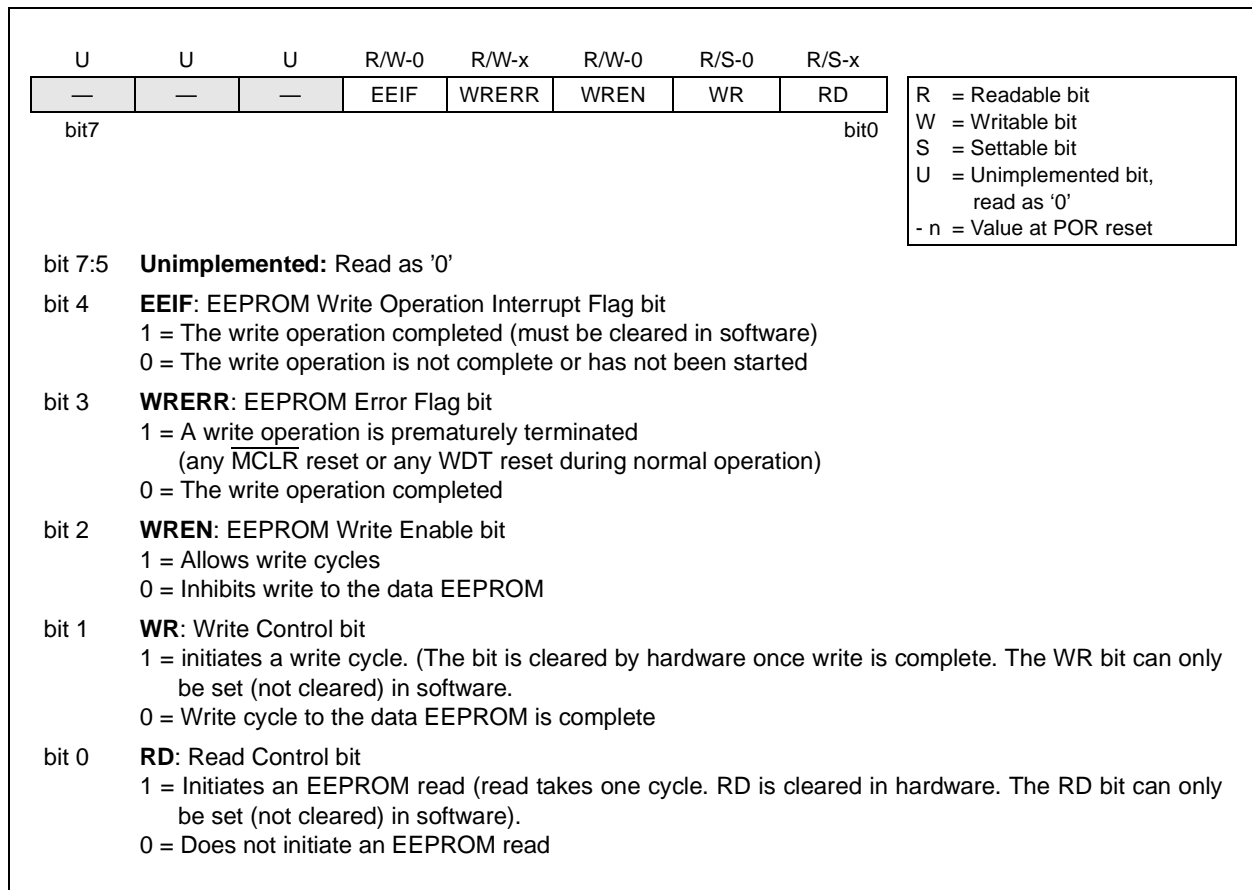 U U U R/W-0 R/W-x R/W-0 R/S-0 R/S-x
— — — EEIF WRERR WREN WR RD
bit7 bit0
R = Readable bit
W = Writable bit
S = Settable bit
U = Unimplemented bit,
read as ‘0’
- n = Value at POR reset
bit 7:5 Unimplemented: Read as '0'
bit 4 EEIF: EEPROM Write Operation Interrupt Flag bit
1 = The write operation completed (must be cleared in software)
0 = The write operation is not complete or has not been started
bit 3 WRERR: EEPROM Error Flag bit
1 = A write operation is prematurely terminated
(any M̅C̅L̅R̅ reset or any WDT reset during normal operation)
0 = The write operation completed
bit 2 WREN: EEPROM Write Enable bit
1 = Allows write cycles
0 = Inhibits write to the data EEPROM
bit 1 WR: Write Control bit
1 = initiates a write cycle. (The bit is cleared by hardware once write is complete. The WR bit can only
be set (not cleared) in software.
0 = Write cycle to the data EEPROM is complete
bit 0 RD: Read Control bit
1 = Initiates an EEPROM read (read takes one cycle. RD is cleared in hardware. The RD bit can only
be set (not cleared) in software).
0 = Does not initiate an EEPROM read